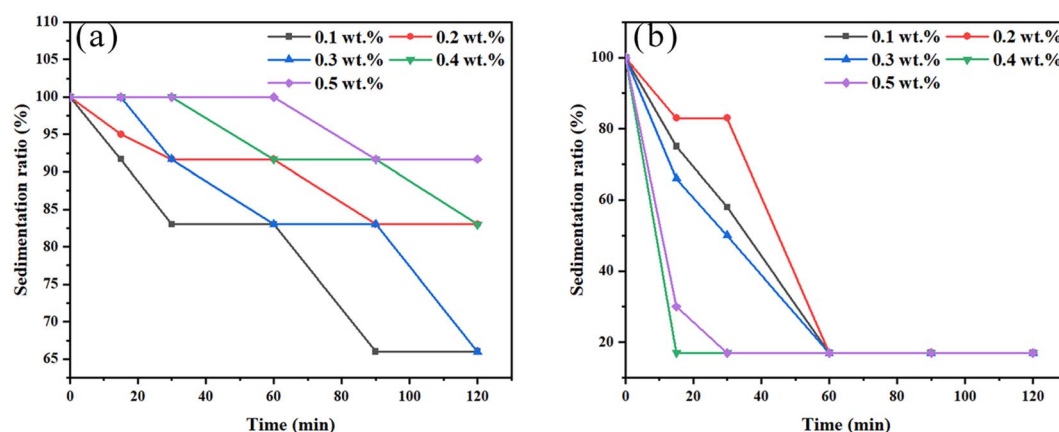 (a)
0.1 wt.% 0.2 wt.%
0.3 wt.% 0.4 wt.%
0.5 wt.%
110
105
100
95
90
85
80
75
70
65
Sedimentation ratio (%)
0 20 40 60 80 100 120
Time (min)
(b)
0.1 wt.% 0.2 wt.%
0.3 wt.% 0.4 wt.%
0.5 wt.%
100
80
60
40
20
Sedimentation ratio (%)
0 20 40 60 80 100 120
Time (min)